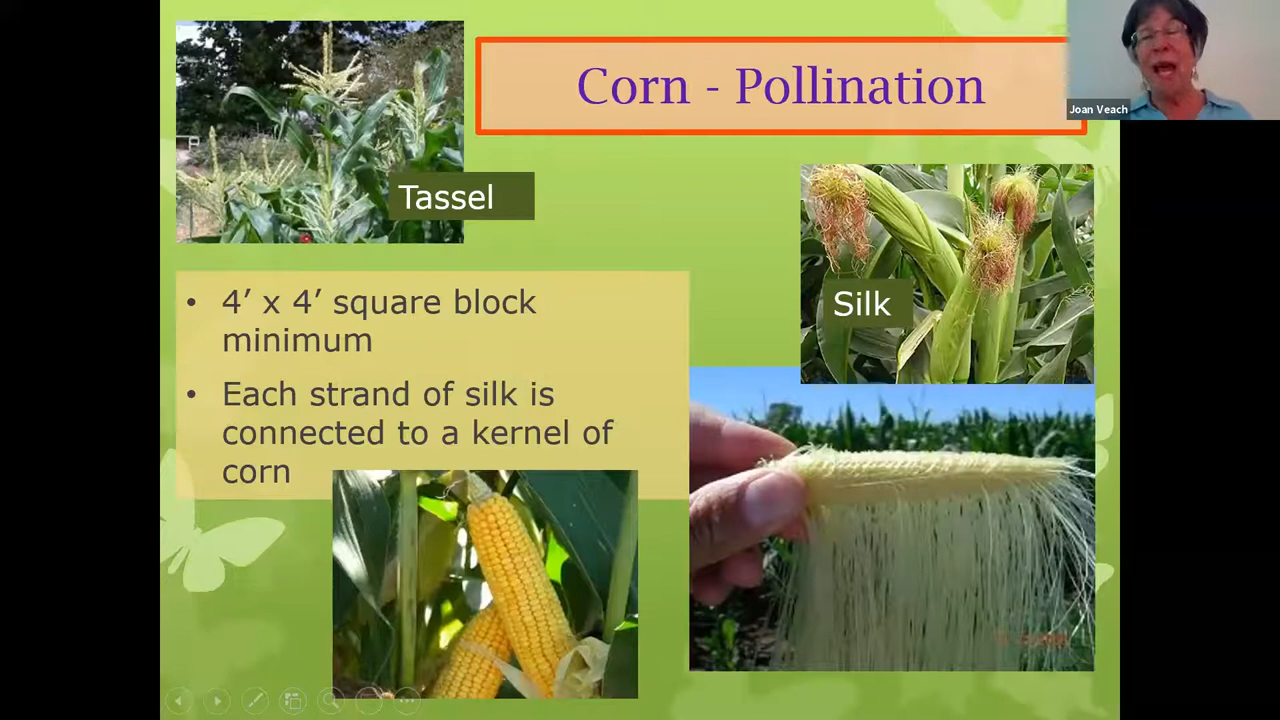 Corn - Pollination
Joan Veach
Tassel
Silk
• 4’ x 4’ square block
minimum
• Each strand of silk is
connected to a kernel of
corn